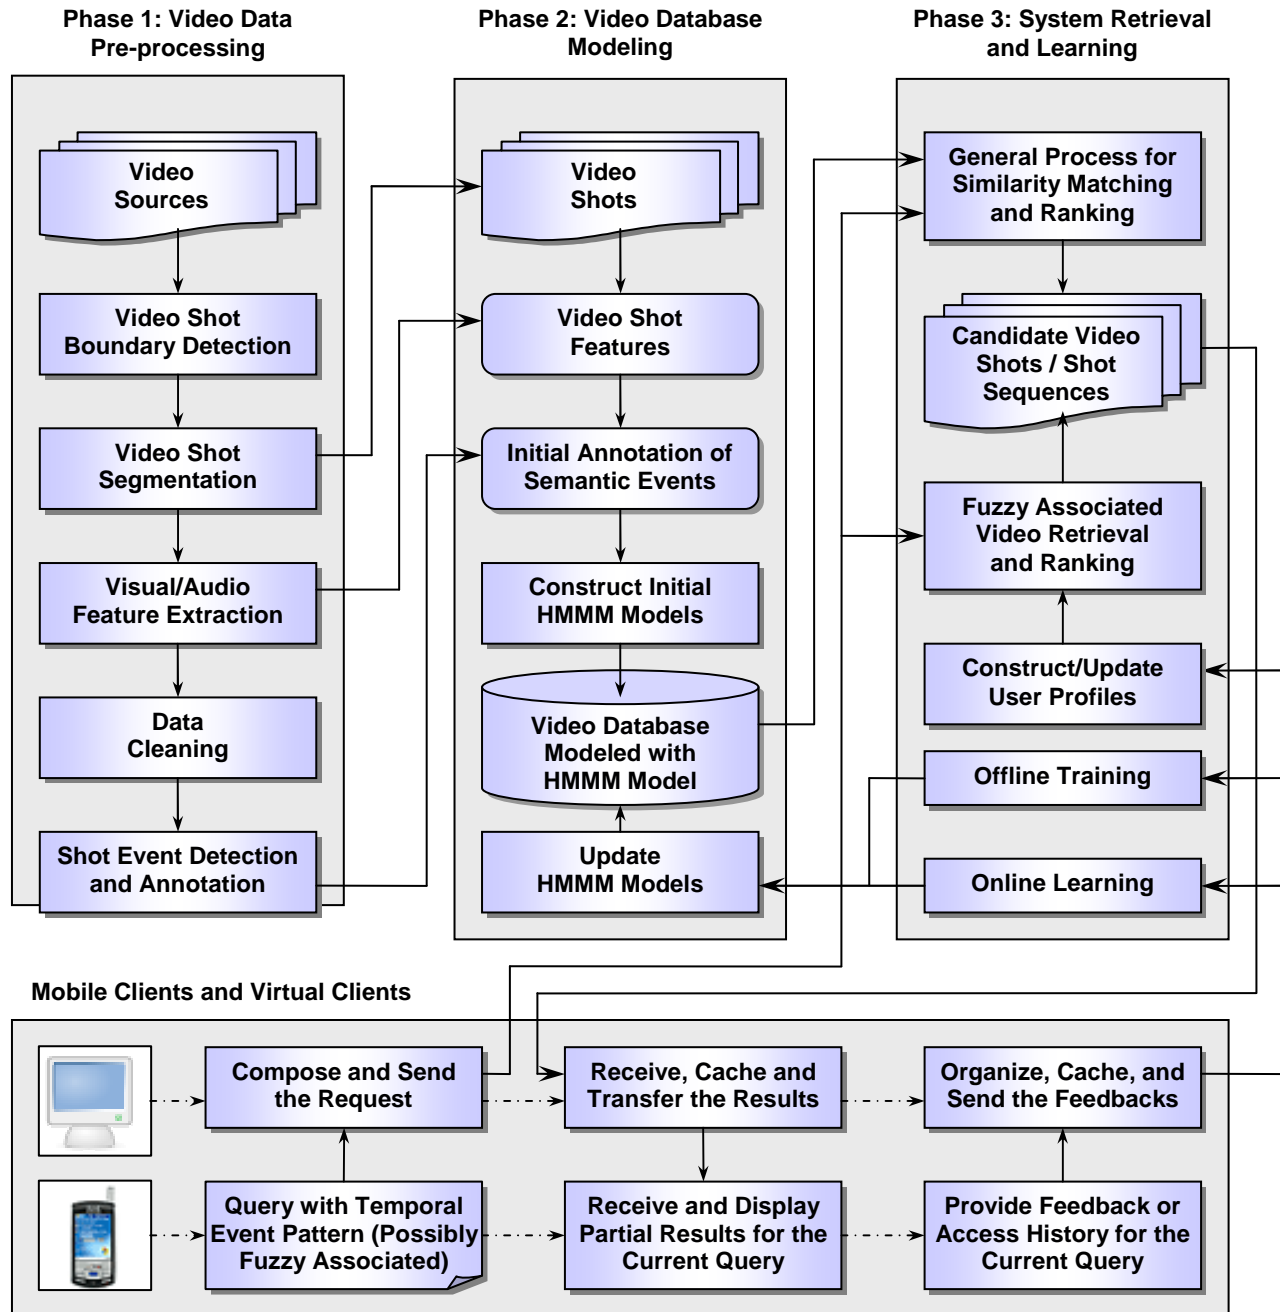 Phase 1: Video Data
Pre-processing
Video
Sources
Video Shot
Boundary Detection
Video Shot
Segmentation
Visual/Audio
Feature Extraction
Data
Cleaning
Shot Event Detection
and Annotation
Phase 2: Video Database
Modeling
Video
Shots
Video Shot
Features
Initial Annotation of
Semantic Events
Construct Initial
HMMM Models
Video Database
Modeled with
HMMM Model
Update
HMMM Models
Phase 3: System Retrieval
and Learning
General Process for
Similarity Matching
and Ranking
Candidate Video
Shots / Shot
Sequences
Fuzzy Associated
Video Retrieval
and Ranking
Construct/Update
User Profiles
Offline Training
Online Learning
Mobile Clients and Virtual Clients
Compose and Send
the Request
Receive, Cache and
Transfer the Results
Organize, Cache, and
Send the Feedbacks
Query with Temporal
Event Pattern (Possibly
Fuzzy Associated)
Receive and Display
Partial Results for the
Current Query
Provide Feedback or
Access History for the
Current Query